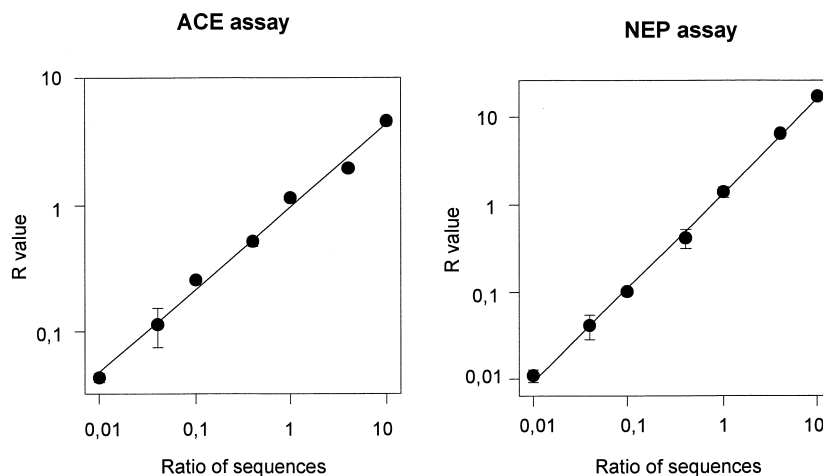 ACE assay
10
1
0,1
R value
0,01
0,1
1
10
Ratio of sequences
NEP assay
10
1
0,1
0,01
R value
0,01
0,1
1
10
Ratio of sequences